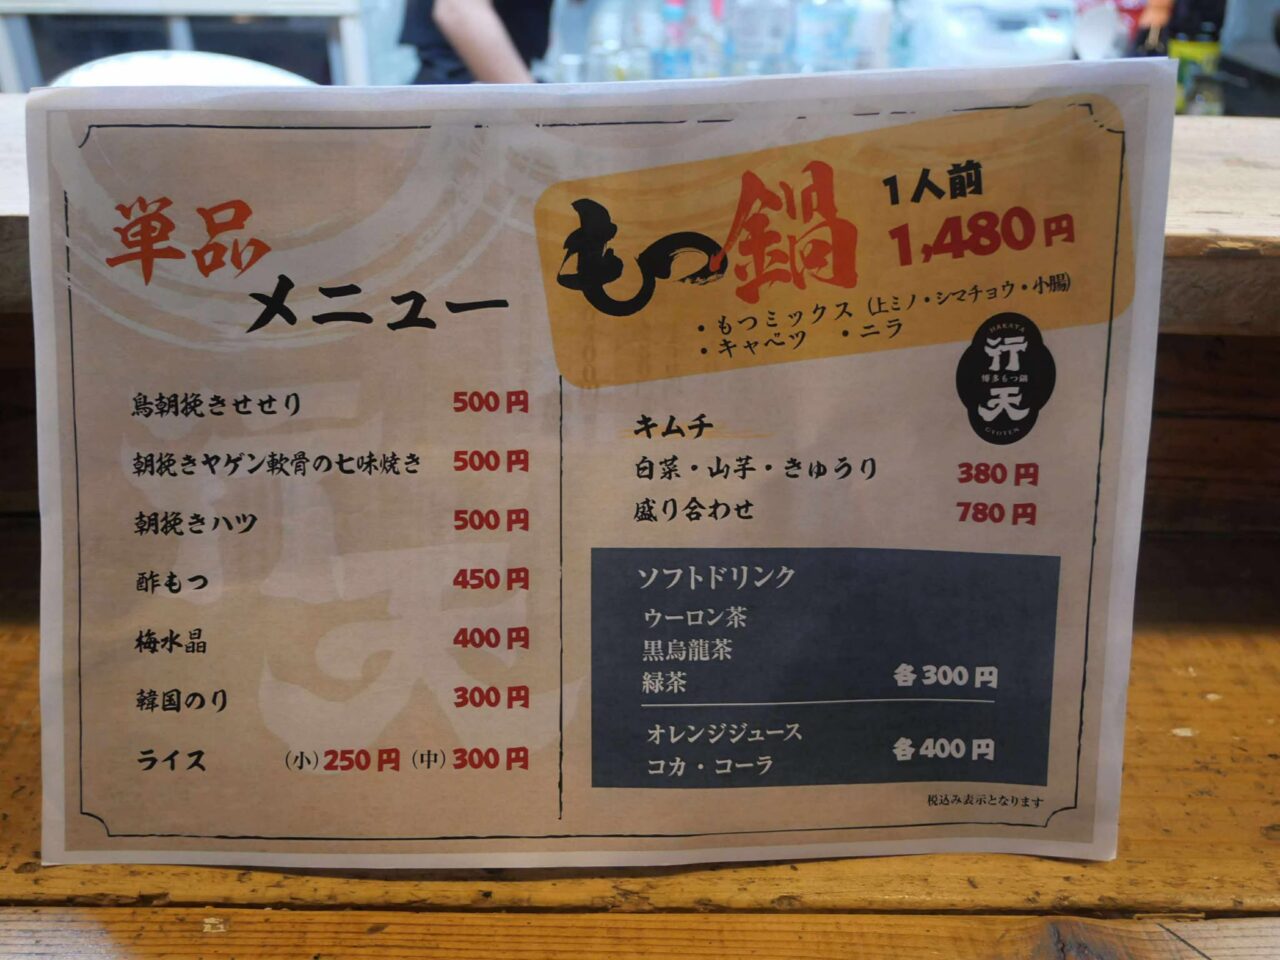 単品
メニュー
鳥朝挽きせせり 500円
朝挽きヤゲン軟骨の七味焼き 500円
朝挽きハツ 500円
酢もつ 450円
梅水晶 400円
韓国のり 300円
ライス (小)250円 (中)300円
もつ鍋 1人前
1,480円
・もつミックス(上ミノ・シマチョウ・小腸)
・キャベツ ・ニラ
HAKATA
行
博多もつ鍋
天
GYOTEN
キムチ
白菜・山芋・きゅうり 380円
盛り合わせ 780円
ソフトドリンク
ウーロン茶
黒烏龍茶
緑茶 各300円
オレンジジュース
コカ・コーラ 各400円
税込み表示となります